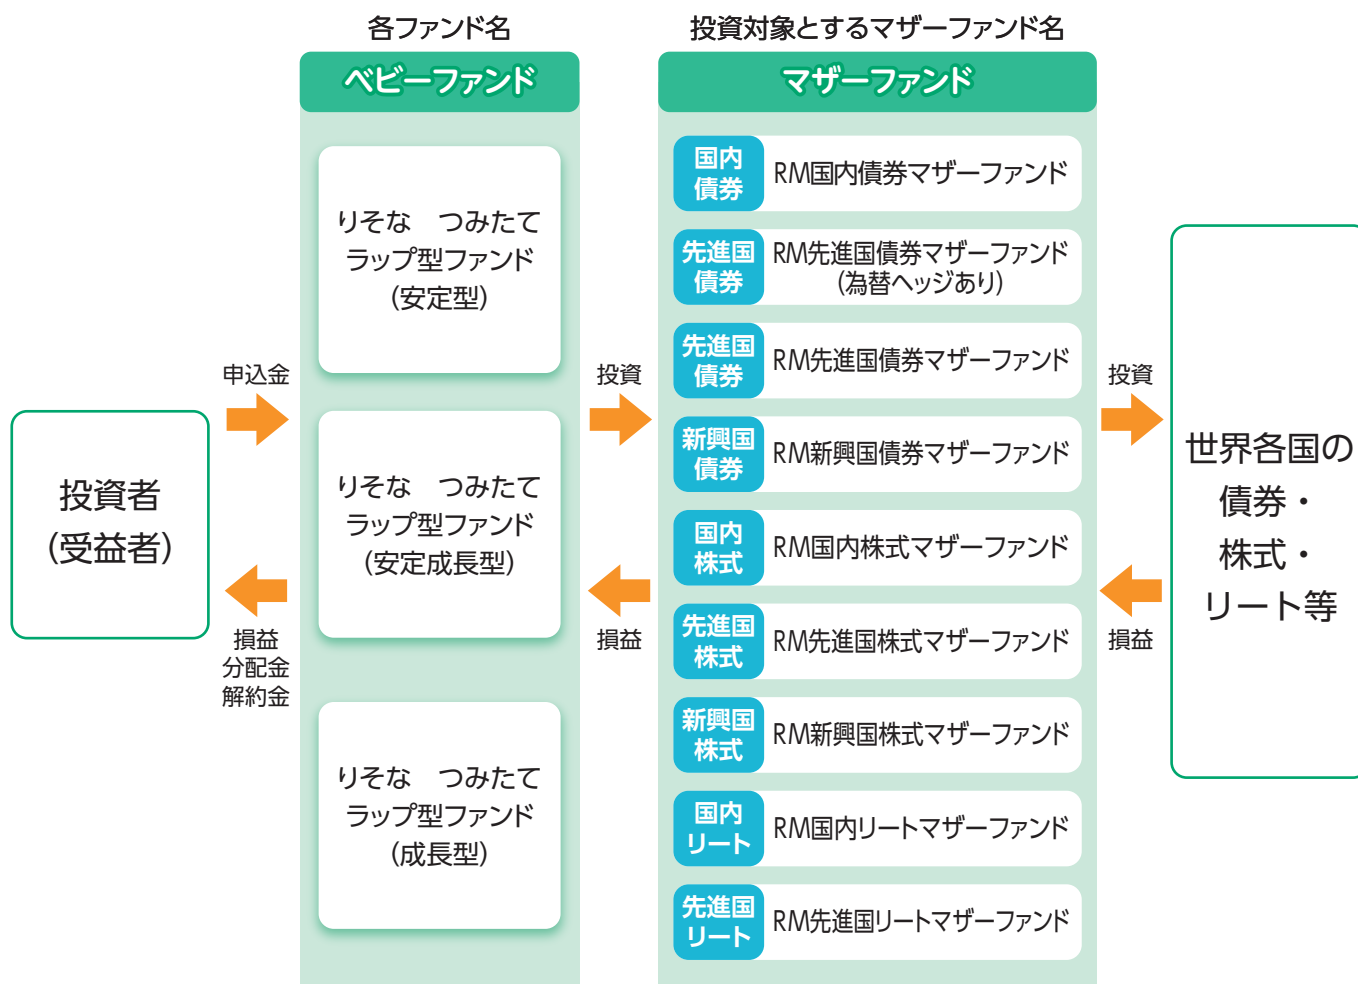 各ファンド名
ベビーファンド
りそな　つみたて
ラップ型ファンド
(安定型)
りそな　つみたて
ラップ型ファンド
(安定成長型)
りそな　つみたて
ラップ型ファンド
(成長型)
投資対象とするマザーファンド名
マザーファンド
国内
債券
RM国内債券マザーファンド
先進国
債券
RM先進国債券マザーファンド
(為替ヘッジあり)
先進国
債券
RM先進国債券マザーファンド
新興国
債券
RM新興国債券マザーファンド
国内
株式
RM国内株式マザーファンド
先進国
株式
RM先進国株式マザーファンド
新興国
株式
RM新興国株式マザーファンド
国内
リート
RM国内リートマザーファンド
先進国
リート
RM先進国リートマザーファンド
投資者
(受益者)
申込金
損益
分配金
解約金
投資
損益
投資
損益
世界各国の
債券・
株式・
リート等